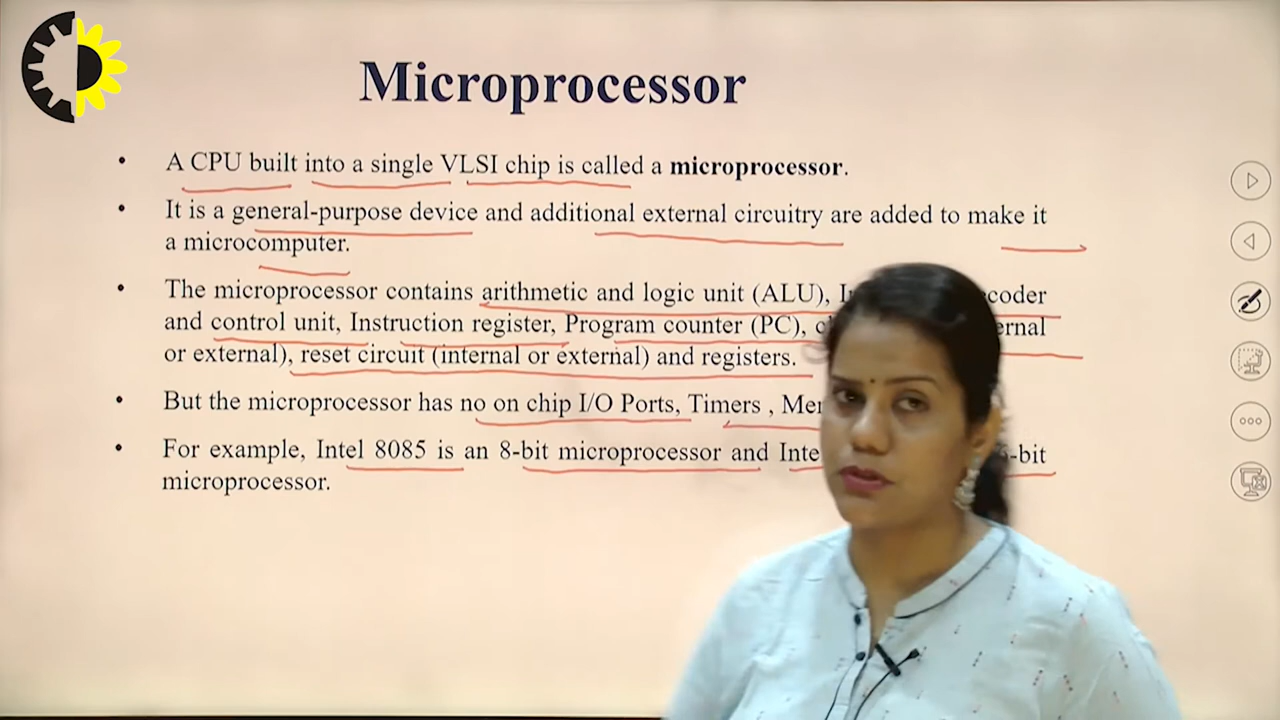 Microprocessor
• A CPU built into a single VLSI chip is called a microprocessor.
• It is a general-purpose device and additional external circuitry are added to make it
a microcomputer.
• The microprocessor contains arithmetic and logic unit (ALU),
and control unit, Instruction register, Program counter (PC),
or external), reset circuit (internal or external) and registers.
• But the microprocessor has no on chip I/O Ports, Timers ,
• For example, Intel 8085 is an 8-bit microprocessor and
microprocessor.